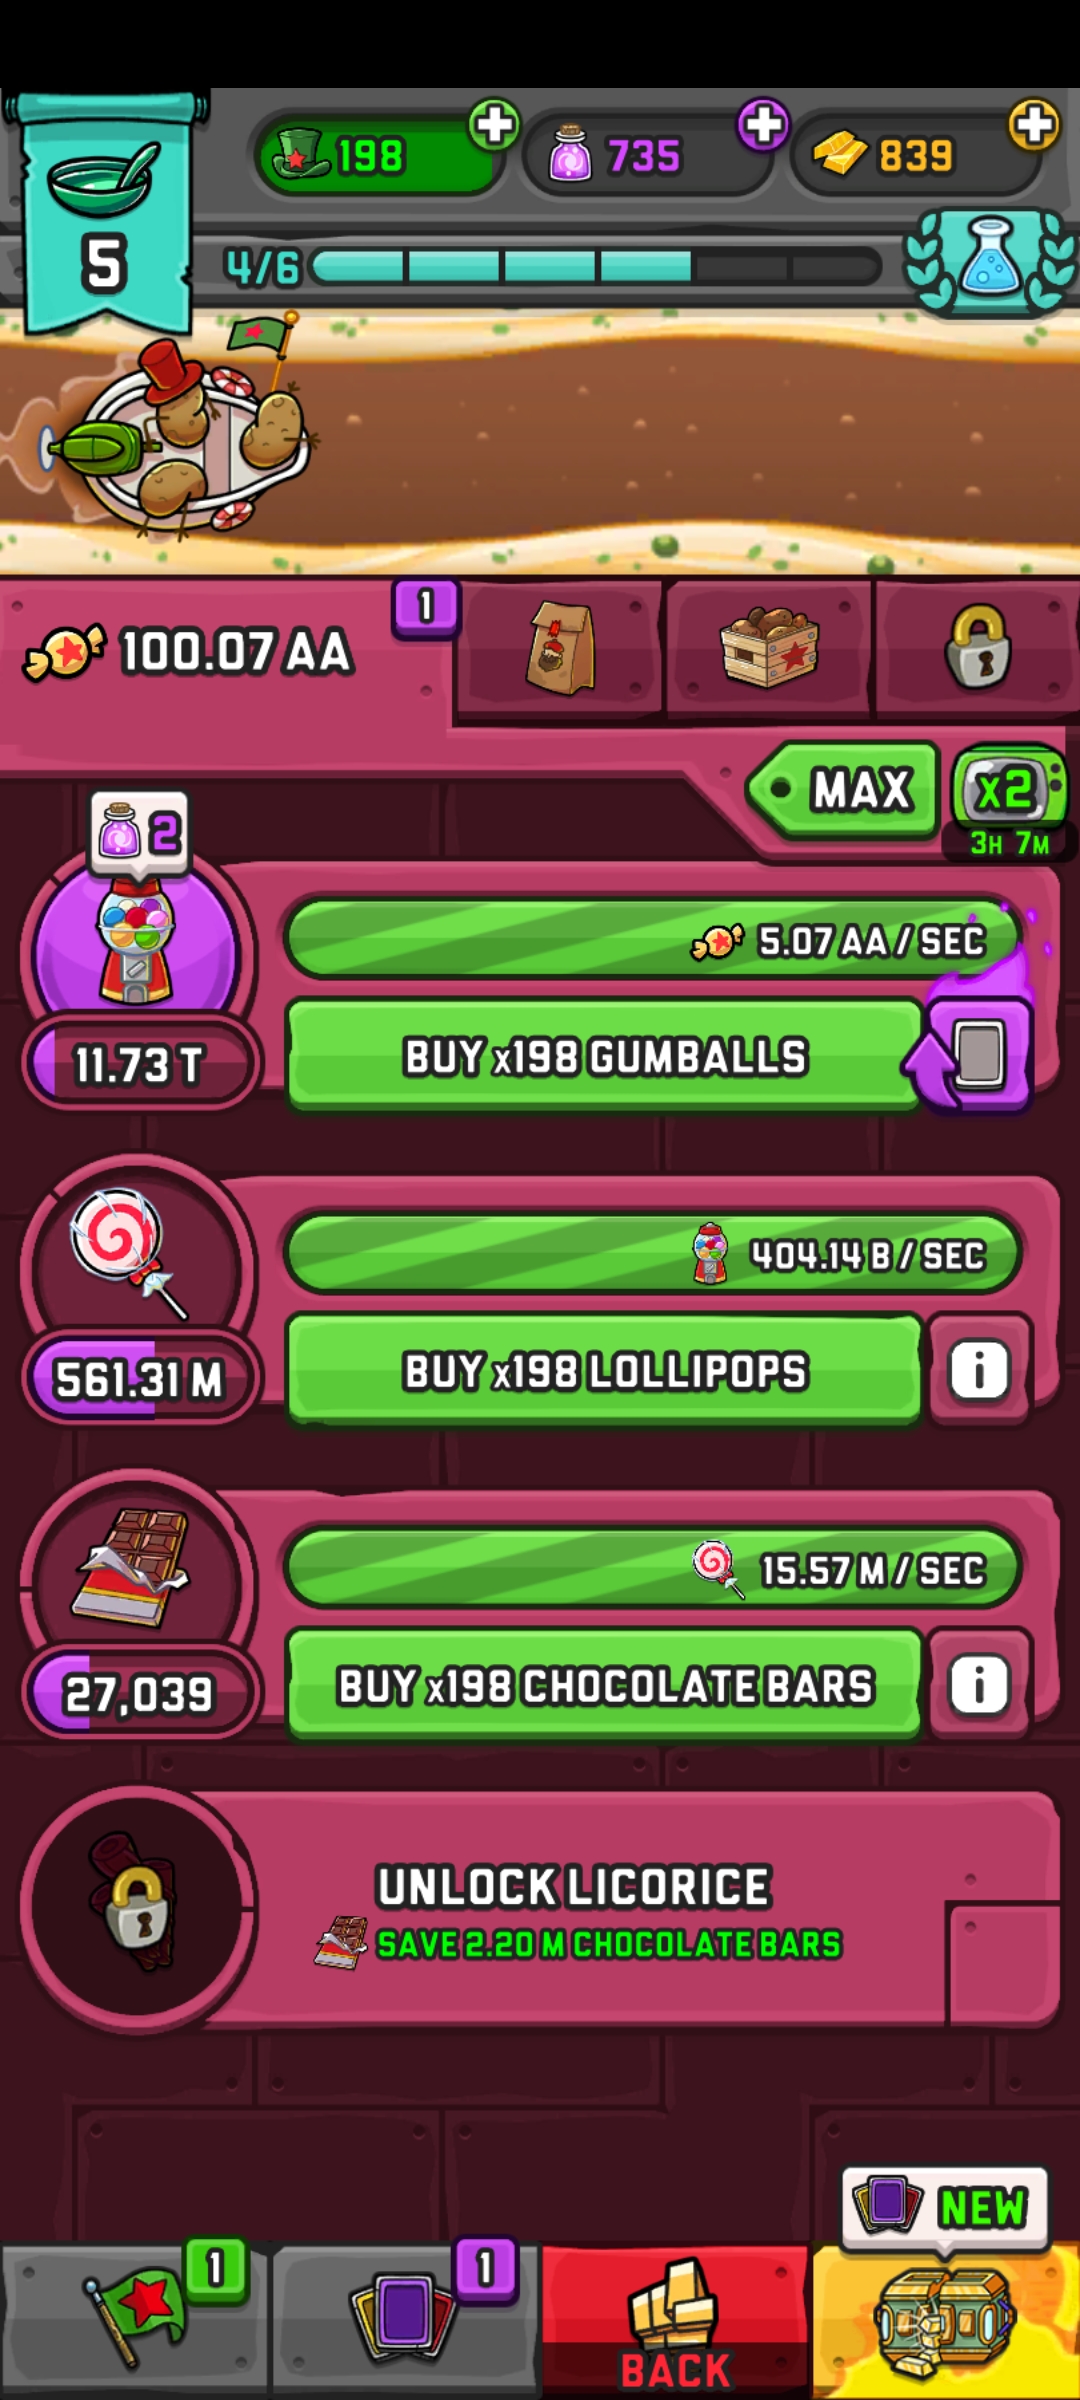 198
735
839
5
4/6
100.07 AA
1
MAX
x2
3H 7M
2
5.07 AA / SEC
11.73 T
BUY x198 GUMBALLS
404.14 B / SEC
561.31 M
BUY x198 LOLLIPOPS
i
15.57 M / SEC
27,039
BUY x198 CHOCOLATE BARS
i
UNLOCK LICORICE
SAVE 2.20 M CHOCOLATE BARS
NEW
1
1
BACK